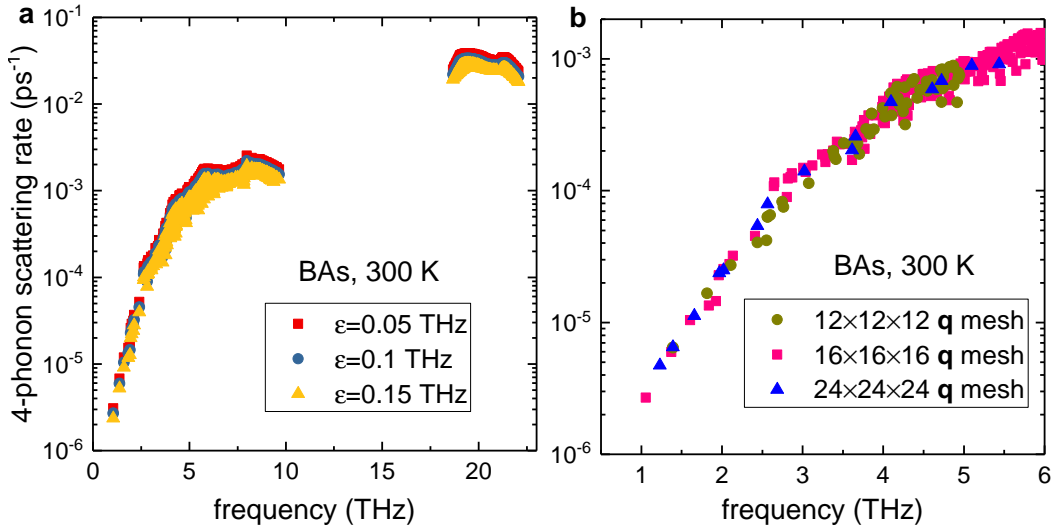 a
4-phonon scattering rate (ps⁻¹)
10⁻¹
10⁻²
10⁻³
10⁻⁴
10⁻⁵
10⁻⁶
BAs, 300 K
ε=0.05 THz
ε=0.1 THz
ε=0.15 THz
0 5 10 15 20
frequency (THz)
b
10⁻³
10⁻⁴
10⁻⁵
10⁻⁶
BAs, 300 K
12×12×12 q mesh
16×16×16 q mesh
24×24×24 q mesh
1 2 3 4 5 6
frequency (THz)